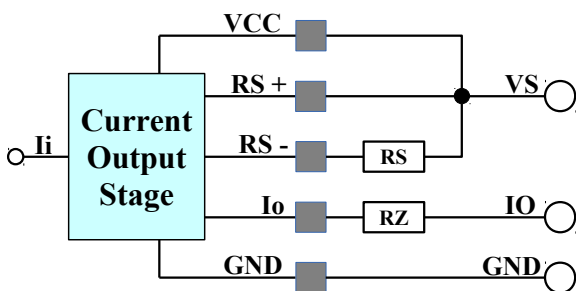 VCC
RS +
VS
Ii
Current
Output
Stage
RS -
RS
Io
RZ
IO
GND
GND